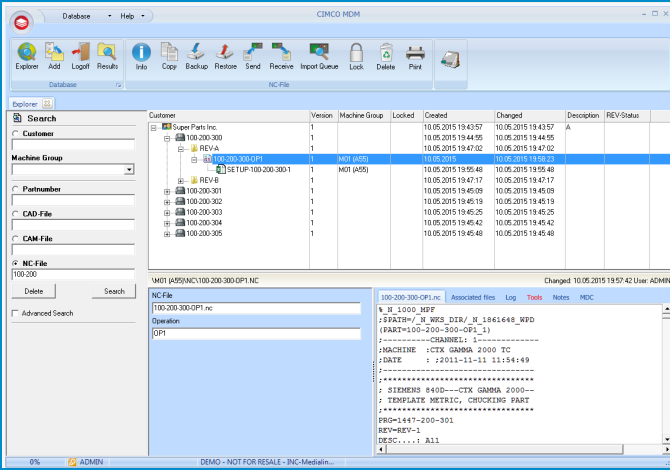 Database Help CIMCO MDM
Explorer Add Logoff Results Info Copy Backup Restore Send Receive Import Queue Lock Delete Print
Database NC-File
Explorer
Search
Customer
Machine Group
Partnumber
CAD-File
CAM-File
NC-File
100-200
Delete Search
Advanced Search
Customer Version Machine Group Locked Created Changed Description REV-Status
Super Parts Inc. 1 10.05.2015 19:43:57 10.05.2015 19:43:57 A
100-200-300 1 10.05.2015 19:44:55 10.05.2015 19:44:55
REV-A 1 10.05.2015 19:47:02 10.05.2015 19:47:02
100-200-300-OP1 1 M01 (A55) 10.05.2015 10.05.2015 19:58:23
SETUP-100-200-300-1 1 M01 (A55) 10.05.2015 19:55:48 10.05.2015 19:55:48
REV-B 1 10.05.2015 19:47:17 10.05.2015 19:47:17
100-200-301 1 10.05.2015 19:45:09 10.05.2015 19:45:09
100-200-302 1 10.05.2015 19:45:19 10.05.2015 19:45:19
100-200-303 1 10.05.2015 19:45:25 10.05.2015 19:45:25
100-200-304 1 10.05.2015 19:45:42 10.05.2015 19:45:42
100-200-305 1 10.05.2015 19:45:48 10.05.2015 19:45:48
\M01 (A55)\NC\100-200-300-OP1.NC Changed: 10.05.2015 19:57:42 User: ADMIN
NC-File
100-200-300-OP1.nc
Operation
OP1
100-200-300-OP1.nc Associated files Log Tools Notes MDC
%_N_1000_MPF
;$PATH=/_N_WKS_DIR/_N_1861648_WPD
(PART=100-200-300-OP1_1)
;----------CHANNEL: 1-------------
;MACHINE :CTX GAMMA 2000 TC
;DATE : ;2011-11-11 11:54:49
;---------------------------------
;*********************************
; SIEMENS 840D---CTX GAMMA 2000--
; TEMPLATE METRIC, CHUCKING PART
;*********************************
PRG=1447-200-301
REV=REV-1
DESC....: A11
0% ADMIN DEMO - NOT FOR RESALE - INC-Medialin...